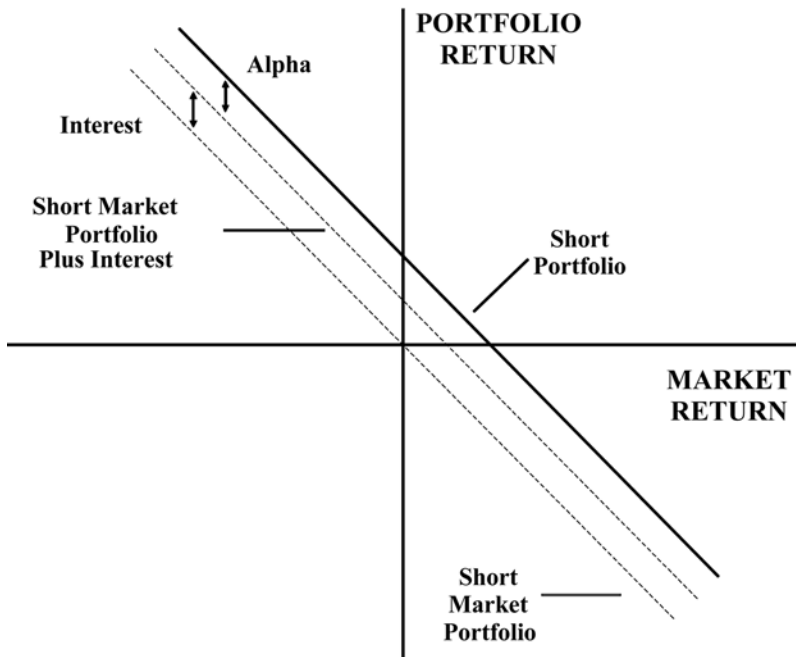 PORTFOLIO
RETURN
Alpha
Interest
Short Market
Portfolio
Plus Interest
Short
Portfolio
MARKET
RETURN
Short
Market
Portfolio